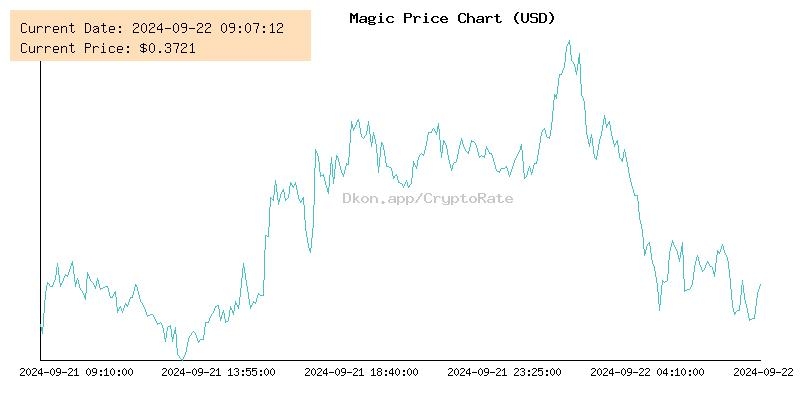 Magic Price Chart (USD)
Current Date: 2024-09-22 09:07:12
Current Price: $0.3721
Dkon.app/CryptoRate
2024-09-21 09:10:00
2024-09-21 13:55:00
2024-09-21 18:40:00
2024-09-21 23:25:00
2024-09-22 04:10:00
2024-09-22